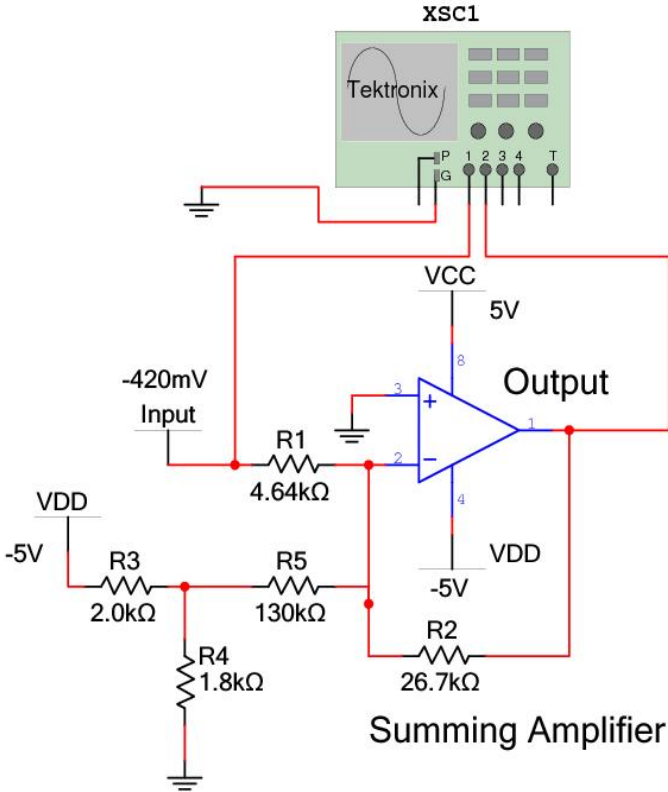 XSC1
Tektronix
P
G
1 2 3 4 T
VCC
5V
-420mV
Input
8
3
Output
1
R1
2
4.64kΩ
4
VDD
-5V
VDD
-5V
R3
R5
2.0kΩ
130kΩ
R2
R4
1.8kΩ
26.7kΩ
Summing Amplifier